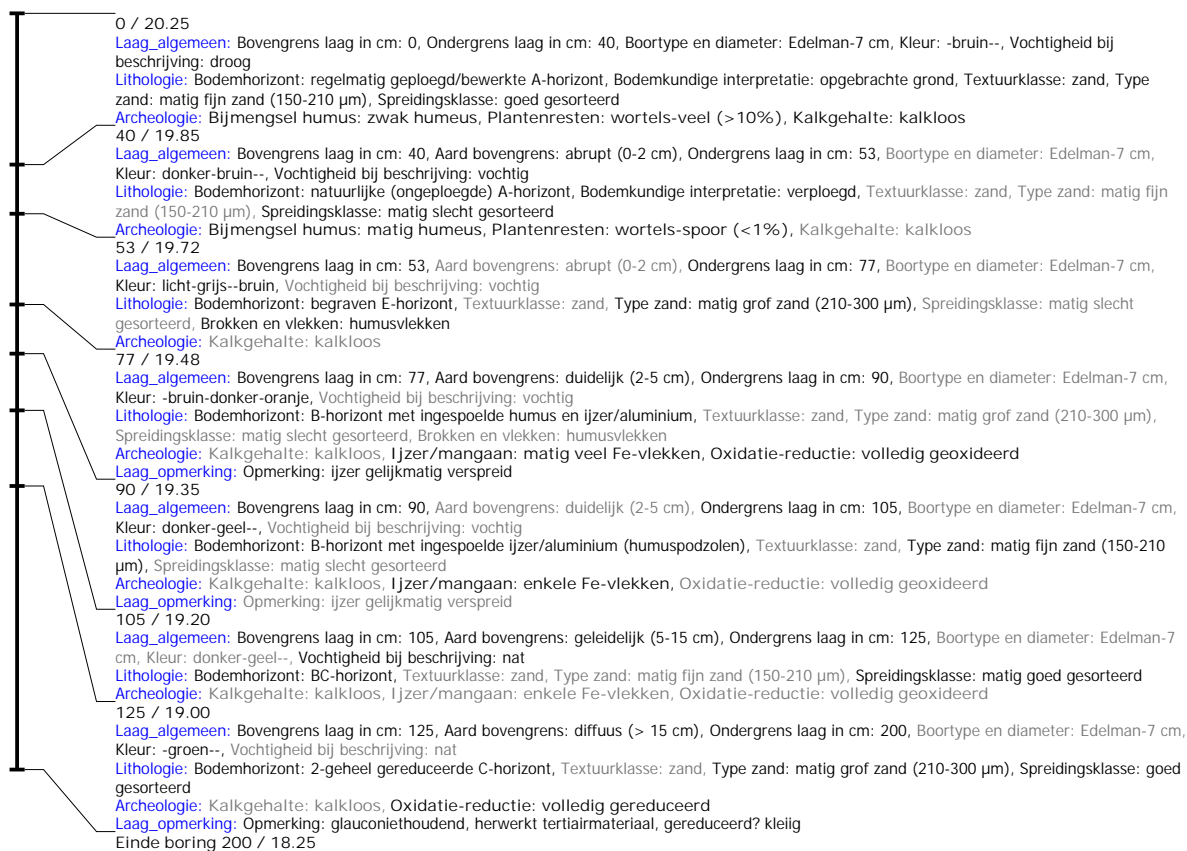 0 / 20.25
Laag_algemeen: Bovengrens laag in cm: 0, Ondergrens laag in cm: 40, Boortype en diameter: Edelman-7 cm, Kleur: -bruin--, Vochtigheid bij
beschrijving: droog
Lithologie: Bodemhorizont: regelmatig geploegd/bewerkte A-horizont, Bodemkundige interpretatie: opgebrachte grond, Textuurklasse: zand, Type
zand: matig fijn zand (150-210 µm), Spreidingsklasse: goed gesorteerd
Archeologie: Bijmengsel humus: zwak humeus, Plantenresten: wortels-veel (>10%), Kalkgehalte: kalkloos
40 / 19.85
Laag_algemeen: Bovengrens laag in cm: 40, Aard bovengrens: abrupt (0-2 cm), Ondergrens laag in cm: 53, Boortype en diameter: Edelman-7 cm,
Kleur: donker-bruin--, Vochtigheid bij beschrijving: vochtig
Lithologie: Bodemhorizont: natuurlijke (ongeploegde) A-horizont, Bodemkundige interpretatie: verploegd, Textuurklasse: zand, Type zand: matig fijn
zand (150-210 µm), Spreidingsklasse: matig slecht gesorteerd
Archeologie: Bijmengsel humus: matig humeus, Plantenresten: wortels-spoor (<1%), Kalkgehalte: kalkloos
53 / 19.72
Laag_algemeen: Bovengrens laag in cm: 53, Aard bovengrens: abrupt (0-2 cm), Ondergrens laag in cm: 77, Boortype en diameter: Edelman-7 cm,
Kleur: licht-grijs--bruin, Vochtigheid bij beschrijving: vochtig
Lithologie: Bodemhorizont: begraven E-horizont, Textuurklasse: zand, Type zand: matig grof zand (210-300 µm), Spreidingsklasse: matig slecht
gesorteerd, Brokken en vlekken: humusvlekken
Archeologie: Kalkgehalte: kalkloos
77 / 19.48
Laag_algemeen: Bovengrens laag in cm: 77, Aard bovengrens: duidelijk (2-5 cm), Ondergrens laag in cm: 90, Boortype en diameter: Edelman-7 cm,
Kleur: -bruin-donker-oranje, Vochtigheid bij beschrijving: vochtig
Lithologie: Bodemhorizont: B-horizont met ingespoelde humus en ijzer/aluminium, Textuurklasse: zand, Type zand: matig grof zand (210-300 µm),
Spreidingsklasse: matig slecht gesorteerd, Brokken en vlekken: humusvlekken
Archeologie: Kalkgehalte: kalkloos, Ijzer/mangaan: matig veel Fe-vlekken, Oxidatie-reductie: volledig geoxideerd
Laag_opmerking: Opmerking: ijzer gelijkmatig verspreid
90 / 19.35
Laag_algemeen: Bovengrens laag in cm: 90, Aard bovengrens: duidelijk (2-5 cm), Ondergrens laag in cm: 105, Boortype en diameter: Edelman-7 cm,
Kleur: donker-geel--, Vochtigheid bij beschrijving: vochtig
Lithologie: Bodemhorizont: B-horizont met ingespoelde ijzer/aluminium (humuspodzolen), Textuurklasse: zand, Type zand: matig fijn zand (150-210
µm), Spreidingsklasse: matig slecht gesorteerd
Archeologie: Kalkgehalte: kalkloos, Ijzer/mangaan: enkele Fe-vlekken, Oxidatie-reductie: volledig geoxideerd
Laag_opmerking: Opmerking: ijzer gelijkmatig verspreid
105 / 19.20
Laag_algemeen: Bovengrens laag in cm: 105, Aard bovengrens: geleidelijk (5-15 cm), Ondergrens laag in cm: 125, Boortype en diameter: Edelman-7
cm, Kleur: donker-geel--, Vochtigheid bij beschrijving: nat
Lithologie: Bodemhorizont: BC-horizont, Textuurklasse: zand, Type zand: matig fijn zand (150-210 µm), Spreidingsklasse: matig goed gesorteerd
Archeologie: Kalkgehalte: kalkloos, Ijzer/mangaan: enkele Fe-vlekken, Oxidatie-reductie: volledig geoxideerd
125 / 19.00
Laag_algemeen: Bovengrens laag in cm: 125, Aard bovengrens: diffuus (> 15 cm), Ondergrens laag in cm: 200, Boortype en diameter: Edelman-7 cm,
Kleur: -groen--, Vochtigheid bij beschrijving: nat
Lithologie: Bodemhorizont: 2-geheel gereduceerde C-horizont, Textuurklasse: zand, Type zand: matig grof zand (210-300 µm), Spreidingsklasse: goed
gesorteerd
Archeologie: Kalkgehalte: kalkloos, Oxidatie-reductie: volledig gereduceerd
Laag_opmerking: Opmerking: glauconiethoudend, herwerkt tertiairmateriaal, gereduceerd? kleiig
Einde boring 200 / 18.25